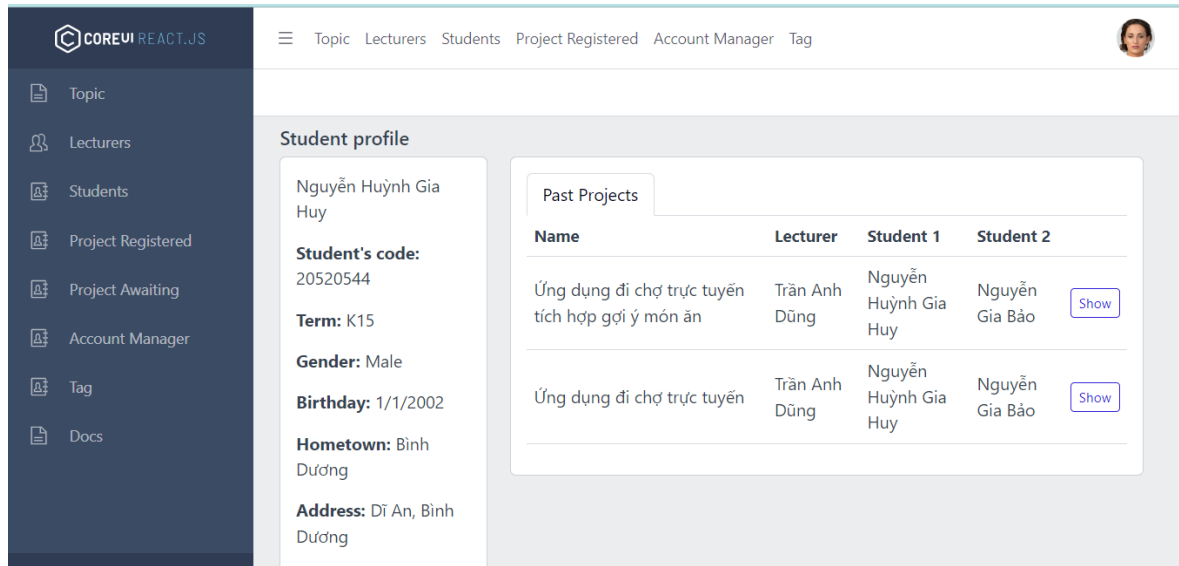 COREUI REACT.JS
Topic Lecturers Students Project Registered Account Manager Tag
Topic
Lecturers
Students
Project Registered
Project Awaiting
Account Manager
Tag
Docs
Student profile
Nguyễn Huỳnh Gia
Huy
Student's code:
20520544
Term: K15
Gender: Male
Birthday: 1/1/2002
Hometown: Bình
Dương
Address: Dĩ An, Bình
Dương
Past Projects
Name Lecturer Student 1 Student 2
Ứng dụng đi chợ trực tuyến
tích hợp gợi ý món ăn
Trần Anh
Dũng
Nguyễn
Huỳnh Gia
Huy
Nguyễn
Gia Bảo
Show
Ứng dụng đi chợ trực tuyến
Trần Anh
Dũng
Nguyễn
Huỳnh Gia
Huy
Nguyễn
Gia Bảo
Show